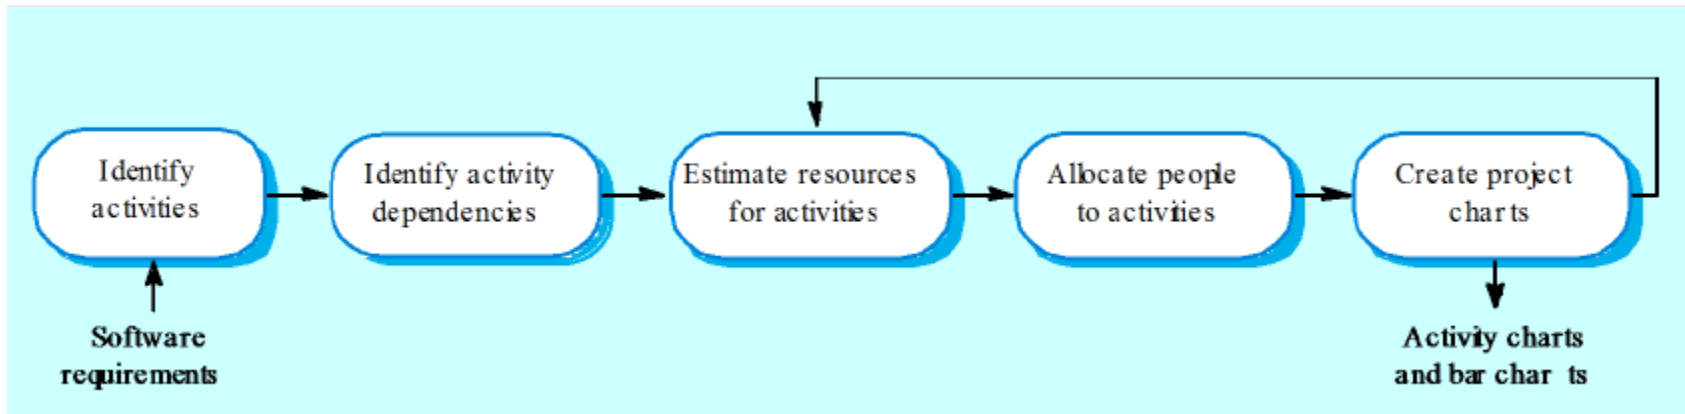 Identify
activities
Identify activity
dependencies
Estimate resources
for activities
Allocate people
to activities
Create project
charts
Software
requirements
Activity charts
and bar char ts